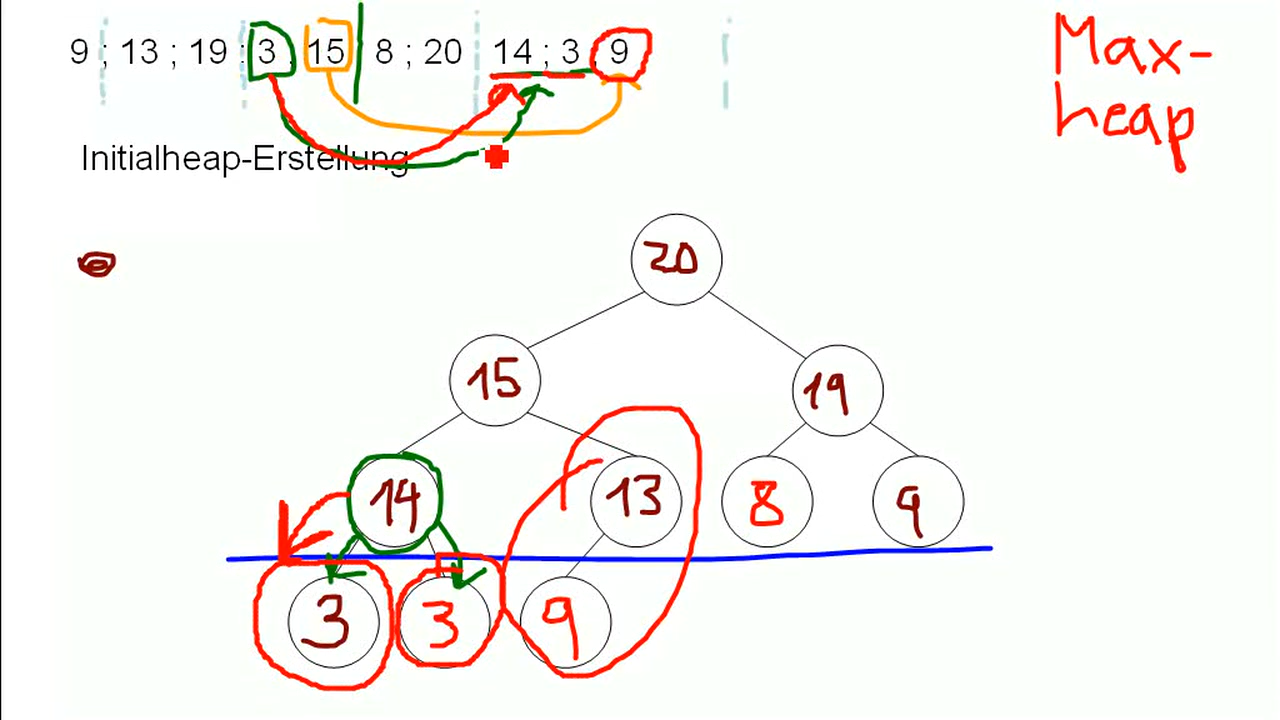 9 ; 13 ; 19 ; 3 ; 15 8 ; 20 14 ; 3 ; 9
Max-
heap
Initialheap-Erstellung
20
15 19
14 13 8 9
3 3 9